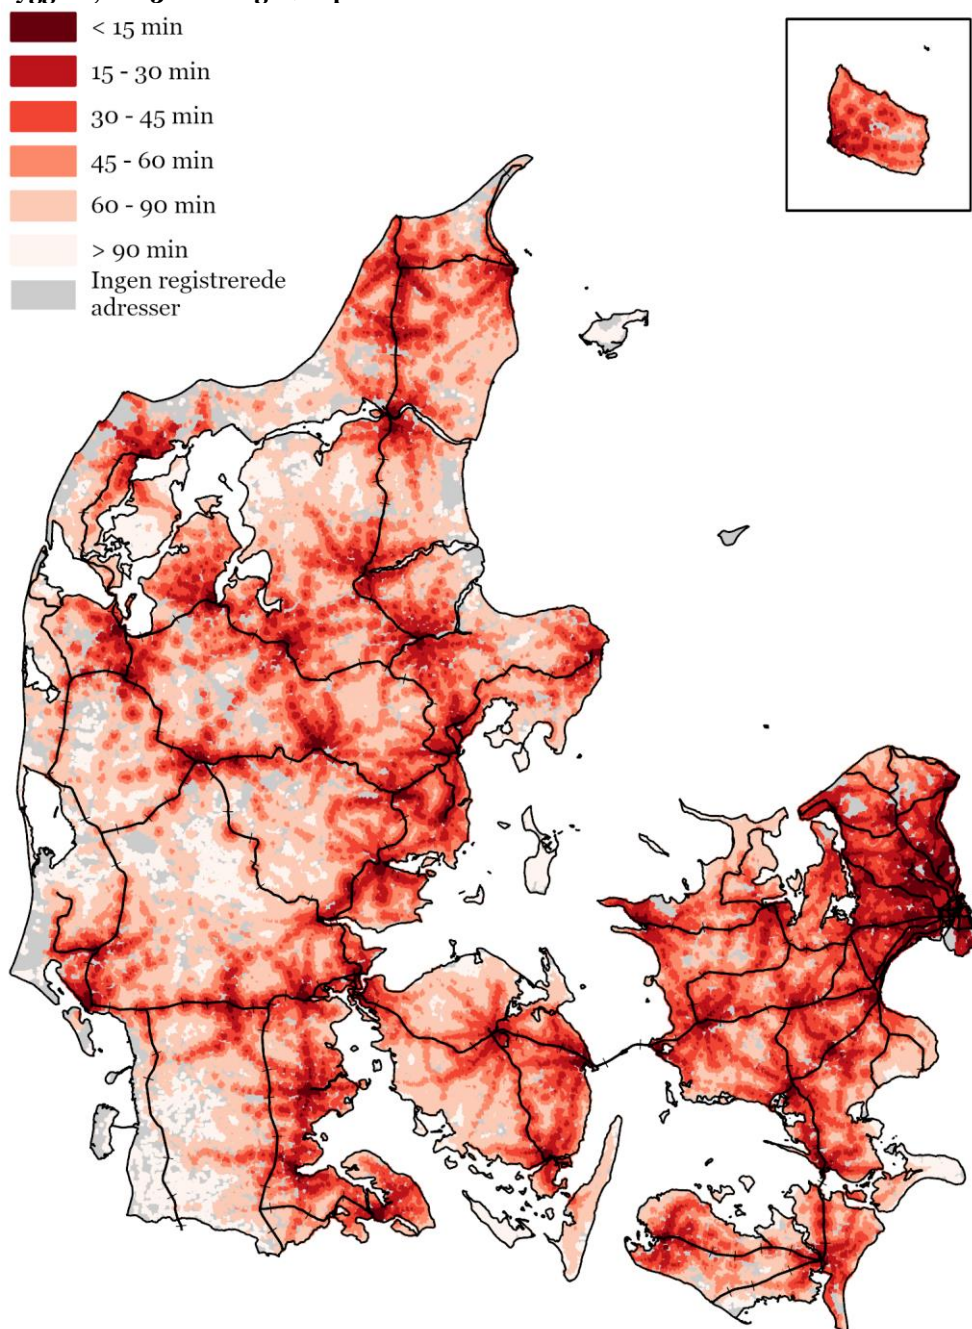 < 15 min
15 - 30 min
30 - 45 min
45 - 60 min
60 - 90 min
> 90 min
Ingen registrerede
adresser